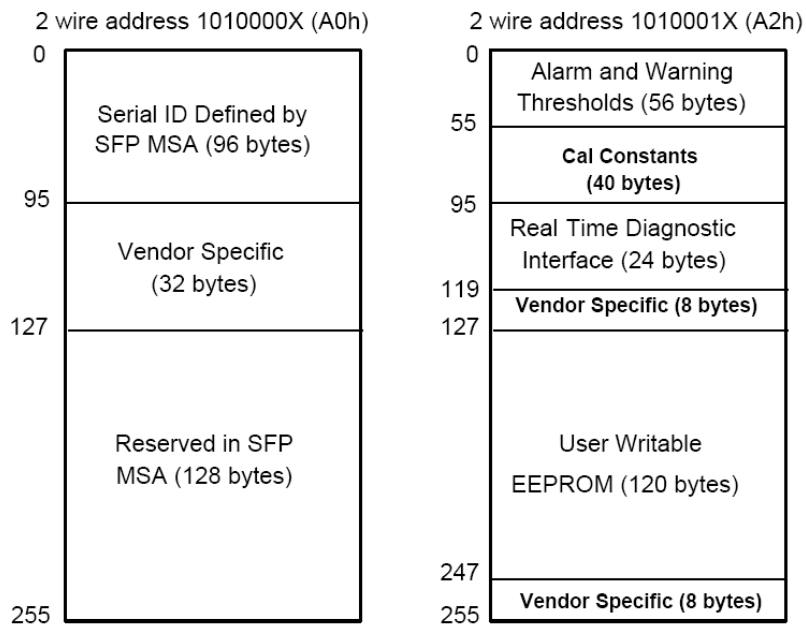 2 wire address 1010000X (A0h)
0
Serial ID Defined by
SFP MSA (96 bytes)
95
Vendor Specific
(32 bytes)
127
Reserved in SFP
MSA (128 bytes)
255
2 wire address 1010001X (A2h)
0
Alarm and Warning
Thresholds (56 bytes)
55
Cal Constants
(40 bytes)
95
Real Time Diagnostic
Interface (24 bytes)
119
Vendor Specific (8 bytes)
127
User Writable
EEPROM (120 bytes)
247
Vendor Specific (8 bytes)
255